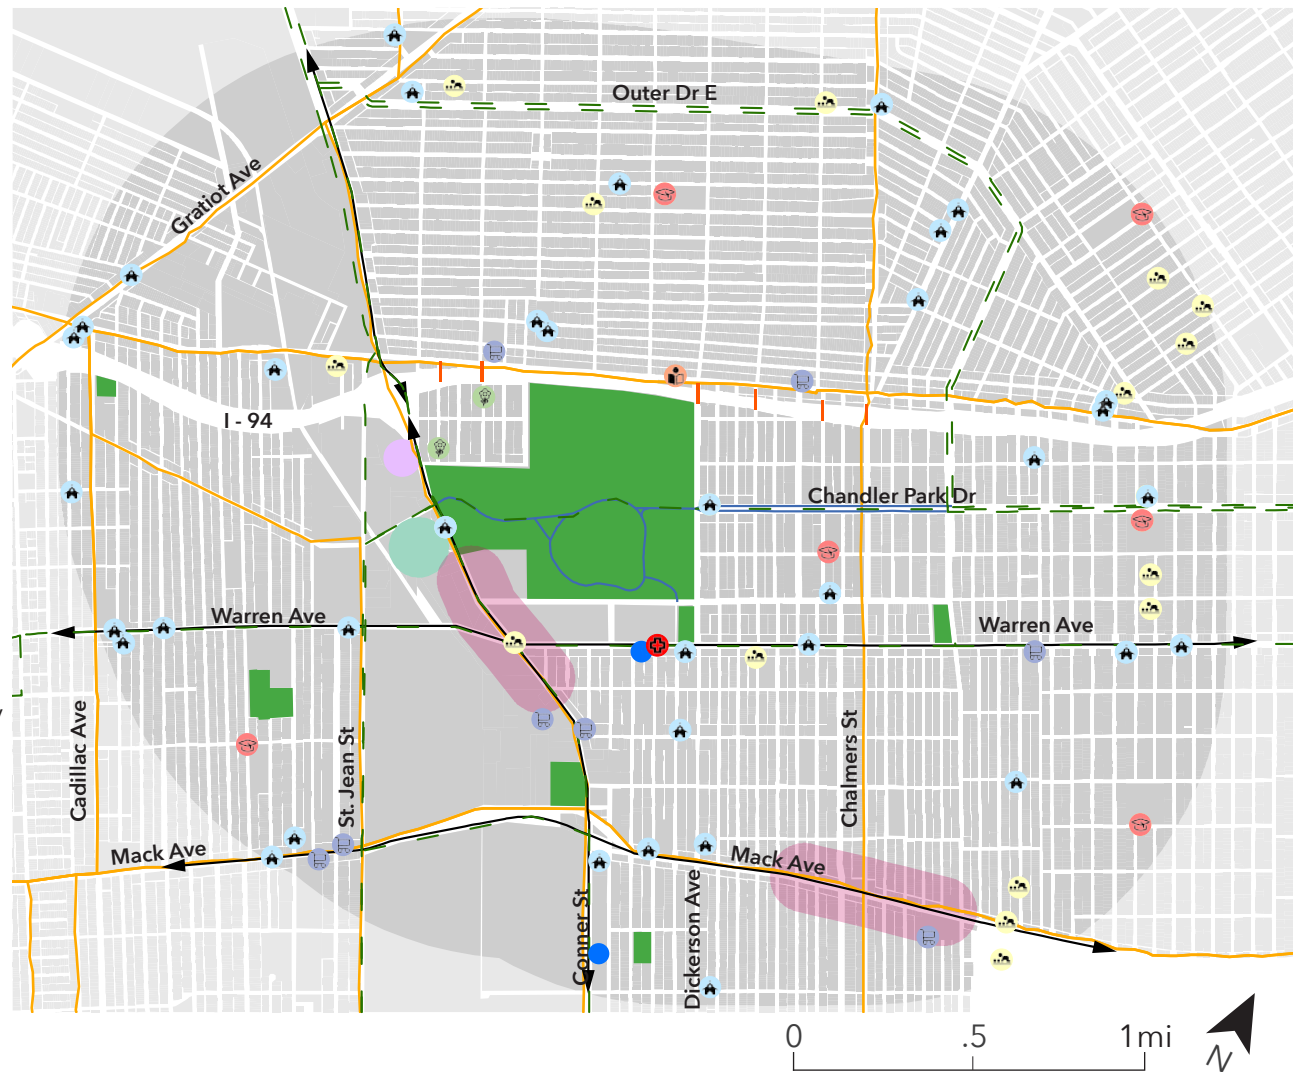 Outer Dr E
Gratiot Ave
I - 94
Chandler Park Dr
Warren Ave
Warren Ave
Cadillac Ave
St. Jean St
Chalmers St
Mack Ave
Mack Ave
Conner St
Dickerson Ave
0 .5 1mi
N